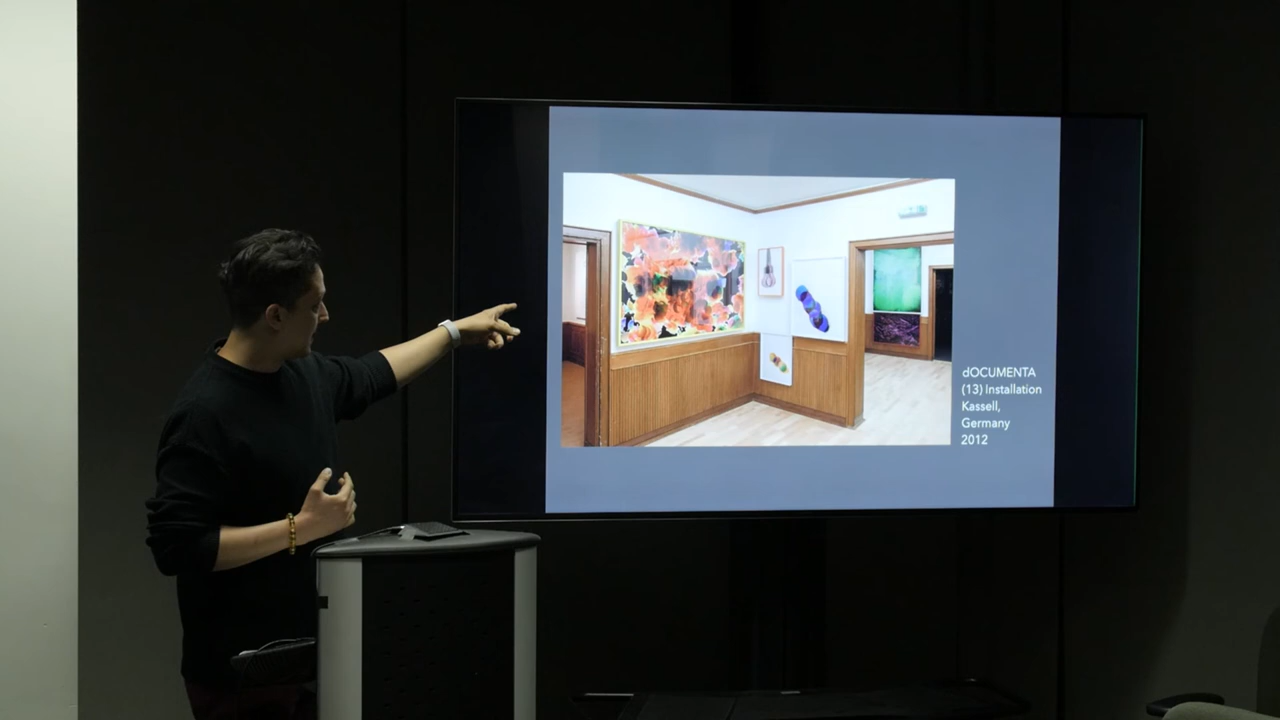 dOCUMENTA
(13) Installation
Kassell,
Germany
2012